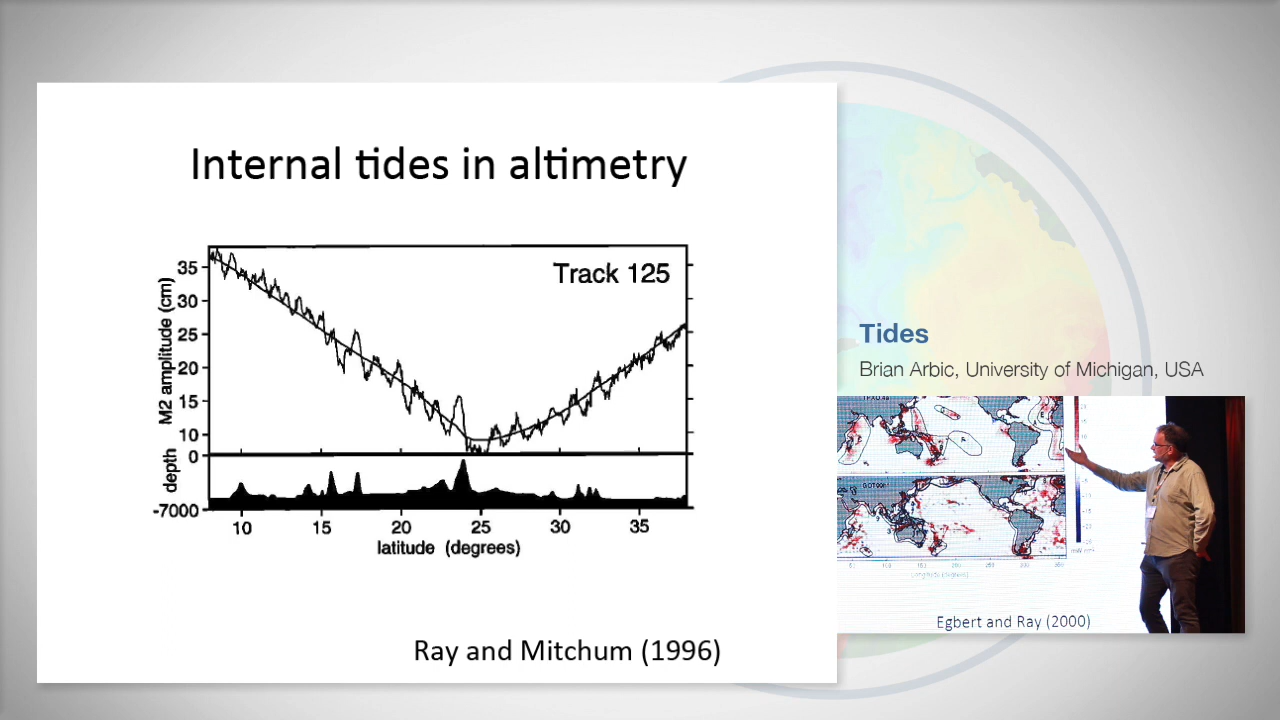 Internal tides in altimetry
Track 125
M2 amplitude (cm)
35
30
25
20
15
10
0
depth
-7000
10 15 20 25 30 35
latitude (degrees)
Ray and Mitchum (1996)
Tides
Brian Arbic, University of Michigan, USA
Egbert and Ray (2000)